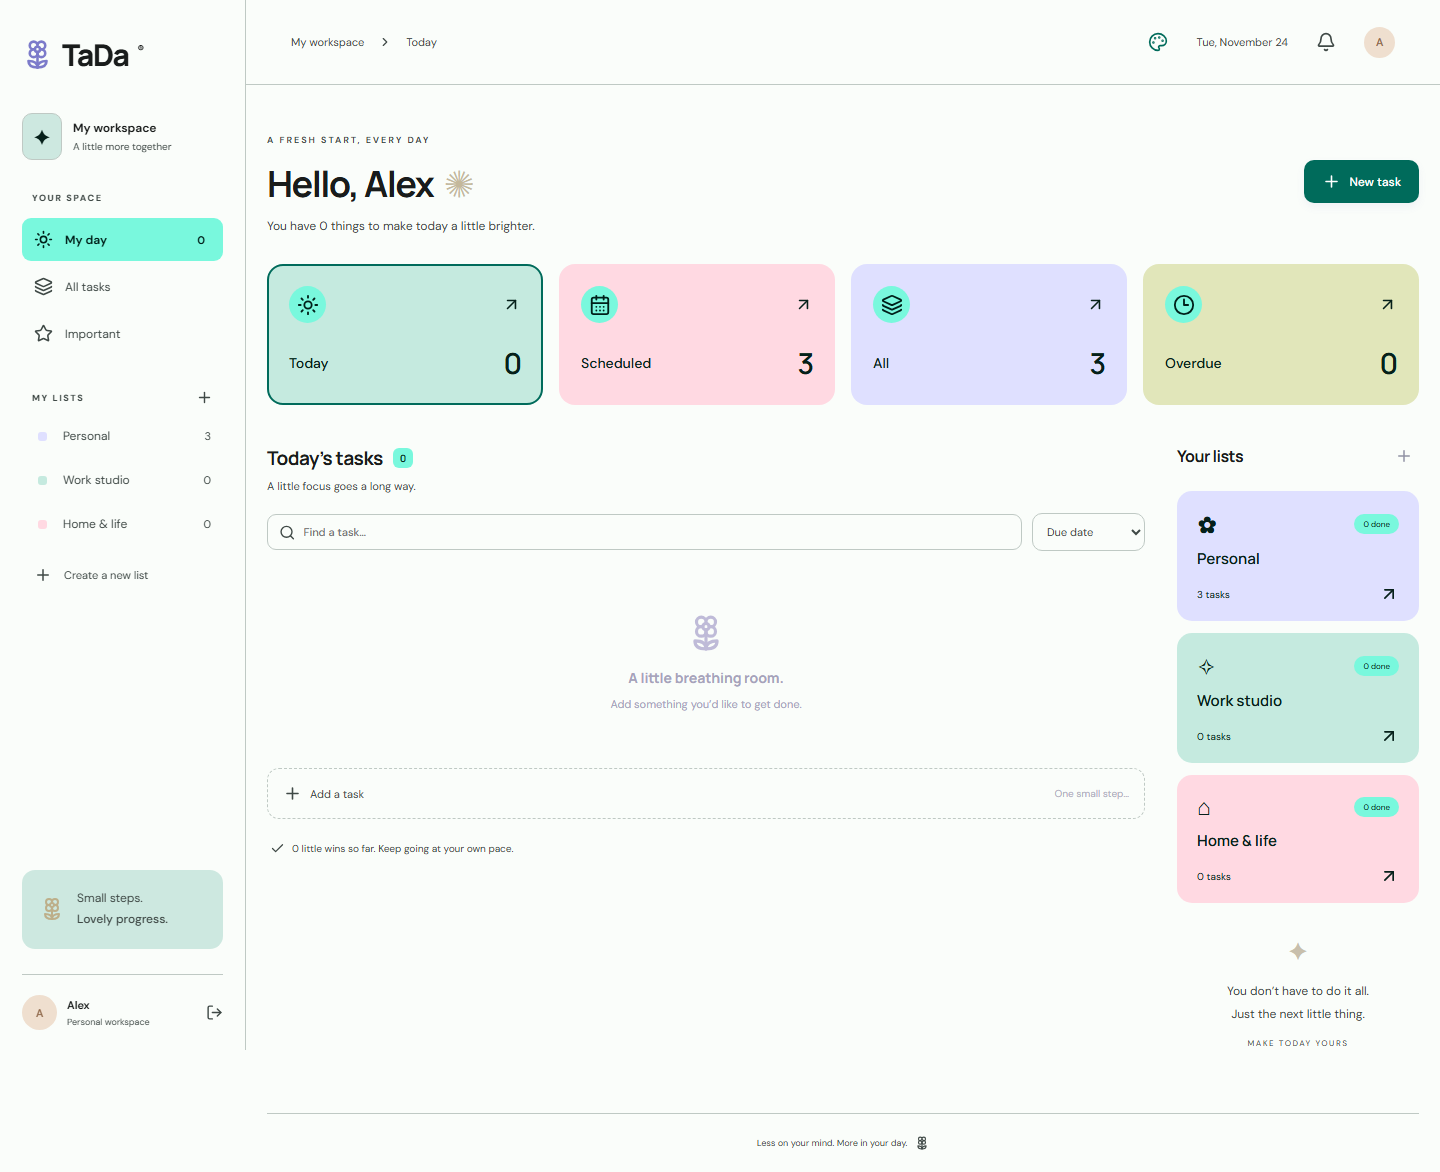 TaDa
My workspace
A little more together
YOUR SPACE
My day 0
All tasks
Important
MY LISTS
Personal 3
Work studio 0
Home & life 0
Create a new list
Small steps.
Lovely progress.
A
Alex
Personal workspace
My workspace
Today
Tue, November 24
A
A FRESH START, EVERY DAY
Hello, Alex
You have 0 things to make today a little brighter.
New task
Today 0
Scheduled 3
All 3
Overdue 0
Today’s tasks 0
A little focus goes a long way.
Find a task…
Due date
A little breathing room.
Add something you’d like to get done.
Add a task
One small step…
0 little wins so far. Keep going at your own pace.
Your lists
0 done
Personal
3 tasks
0 done
Work studio
0 tasks
0 done
Home & life
0 tasks
You don’t have to do it all.
Just the next little thing.
MAKE TODAY YOURS
Less on your mind. More in your day.